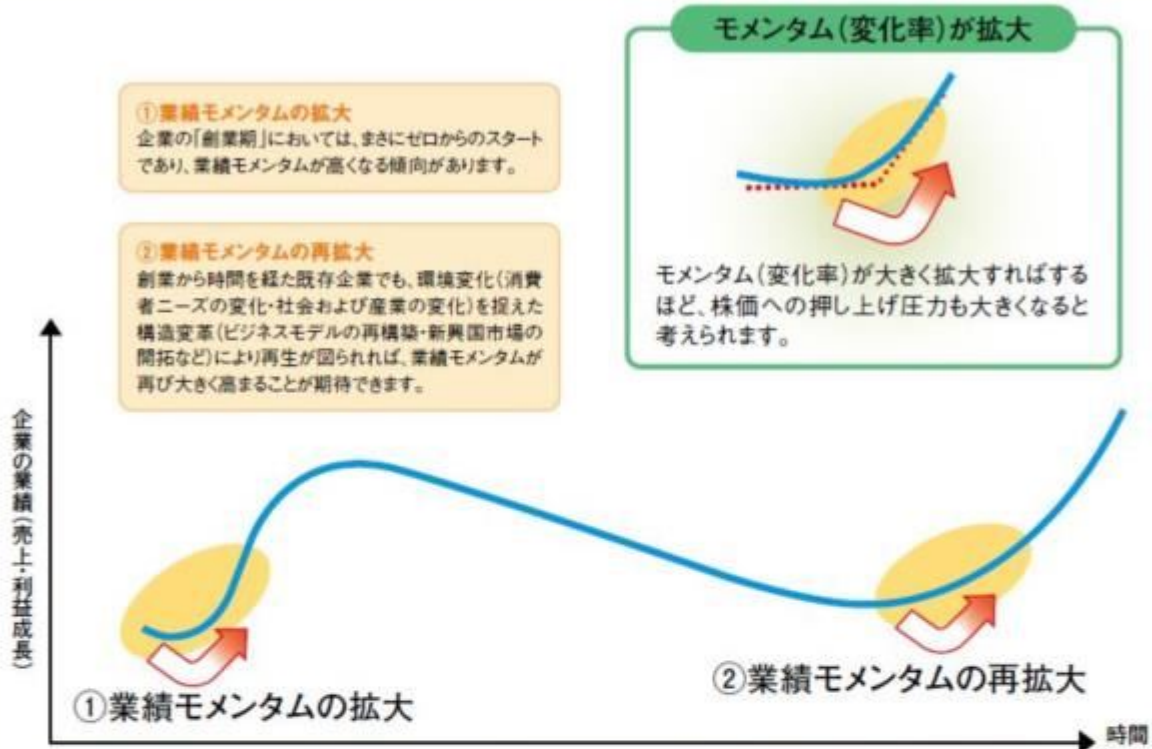 モメンタム(変化率)が拡大
モメンタム(変化率)が大きく拡大すればする
ほど、株価への押し上げ圧力も大きくなると
考えられます。
①業績モメンタムの拡大
企業の「創業期」においては、まさにゼロからのスタート
であり、業績モメンタムが高くなる傾向があります。
②業績モメンタムの再拡大
創業から時間を経た既存企業でも、環境変化(消費
者ニーズの変化・社会および産業の変化)を捉えた
構造変革(ビジネスモデルの再構築・新興国市場の
開拓など)により再生が図られれば、業績モメンタムが
再び大きく高まることが期待できます。
企業の業績(売上・利益成長)
①業績モメンタムの拡大
②業績モメンタムの再拡大
時間